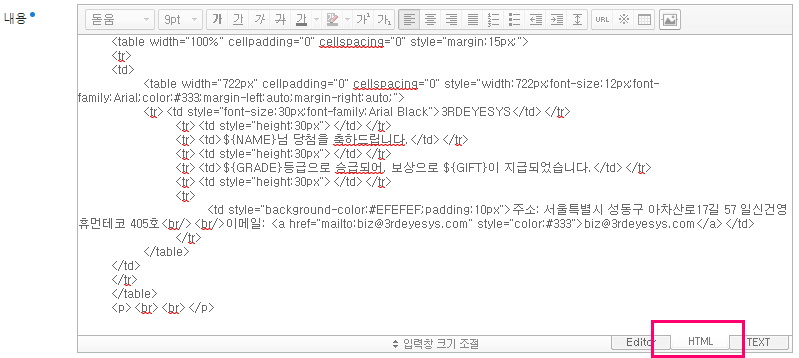 내용
돋움 9pt 가 가 가 가 가 가 가¹ 가₁ URL ※
<table width="100%" cellpadding="0" cellspacing="0" style="margin:15px;">
<tr>
<td>
<table width="722px" cellpadding="0" cellspacing="0" style="width:722px;font-size:12px;font-
family:Arial;color:#333;margin-left:auto;margin-right:auto;">
<tr><td style="font-size:30px;font-family:Arial Black">3RDEYESYS</td></tr>
<tr><td style="height:30px"></td></tr>
<tr><td>${NAME}님 당첨을 축하드립니다.</td></tr>
<tr><td style="height:30px"></td></tr>
<tr><td>${GRADE}등급으로 승급되어, 보상으로 ${GIFT}이 지급되었습니다.</td></tr>
<tr><td style="height:30px"></td></tr>
<tr>
<td style="background-color:#EFEFEF;padding:10px">주소: 서울특별시 성동구 아차산로17길 57 일신건영
휴먼테코 405호<br/><br/>이메일: <a href="mailto:biz@3rdeyesys.com" style="color:#333">biz@3rdeyesys.com</a></td>
</tr>
</table>
</td>
</tr>
</table>
<p><br><br></p>
입력창 크기 조절 Editor HTML TEXT